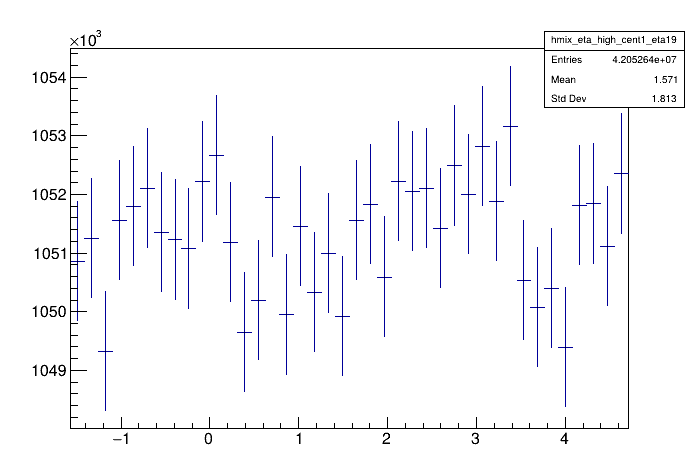 ×10³
hmix_eta_high_cent1_eta19
Entries 4.205264e+07
Mean 1.571
Std Dev 1.813
1054
1053
1052
1051
1050
1049
−1 0 1 2 3 4